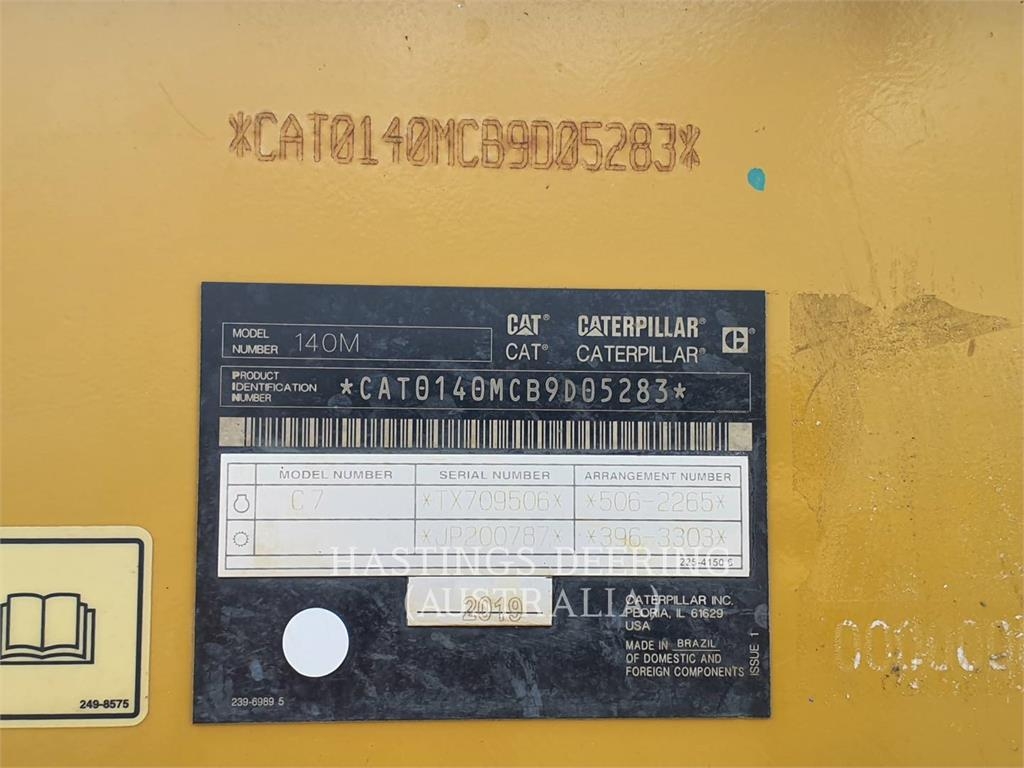 *CAT0140MCB9D05283*
MODEL NUMBER 140M
CAT® CATERPILLAR®
CAT® CATERPILLAR®
PRODUCT IDENTIFICATION NUMBER *CAT0140MCB9D05283*
MODEL NUMBER SERIAL NUMBER ARRANGEMENT NUMBER
C7 *TX709506* *506-2265*
*JP200787* *396-3303*
225-4150 6
HASTINGS DEERING
(AUSTRALIA)
2019
CATERPILLAR INC.
PEORIA, IL 61629
USA
MADE IN BRAZIL
OF DOMESTIC AND
FOREIGN COMPONENTS
ISSUE 1
239-6989 5
249-8575